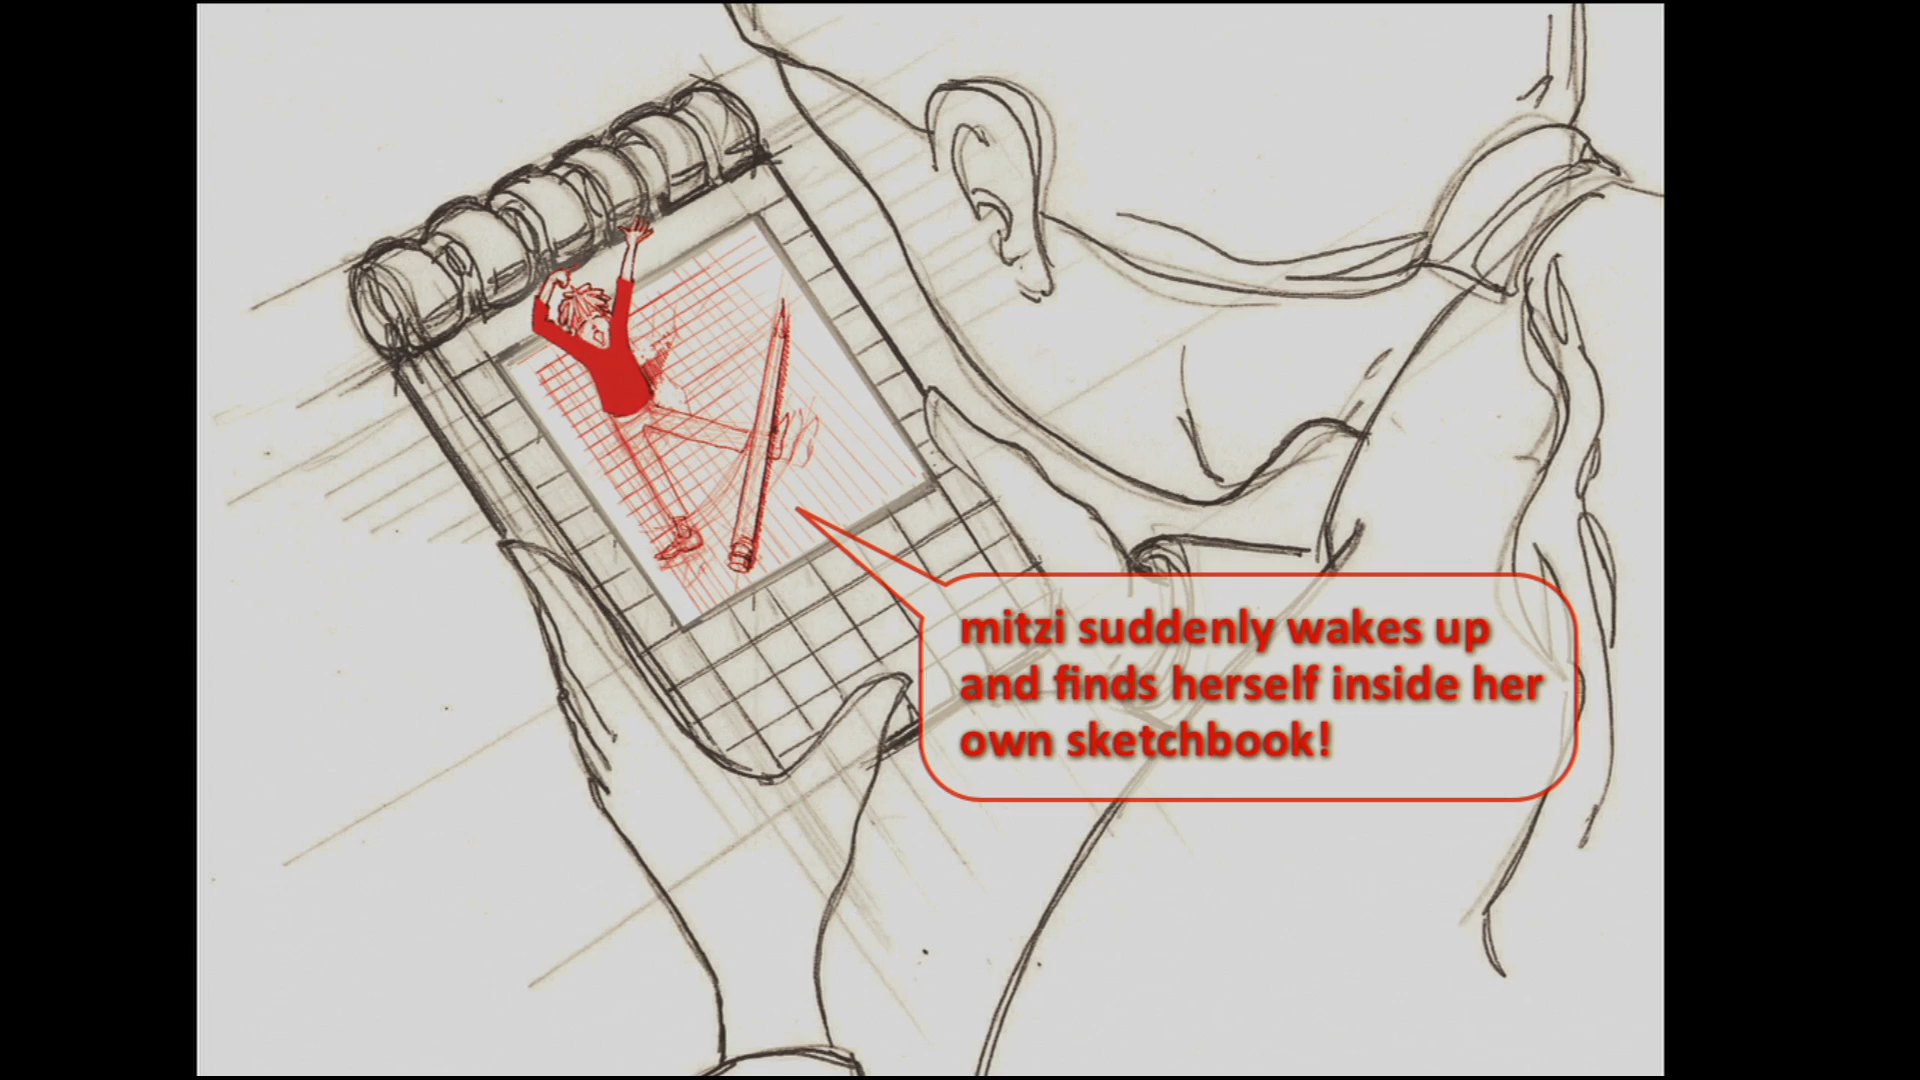 mitzi suddenly wakes up
and finds herself inside her
own sketchbook!